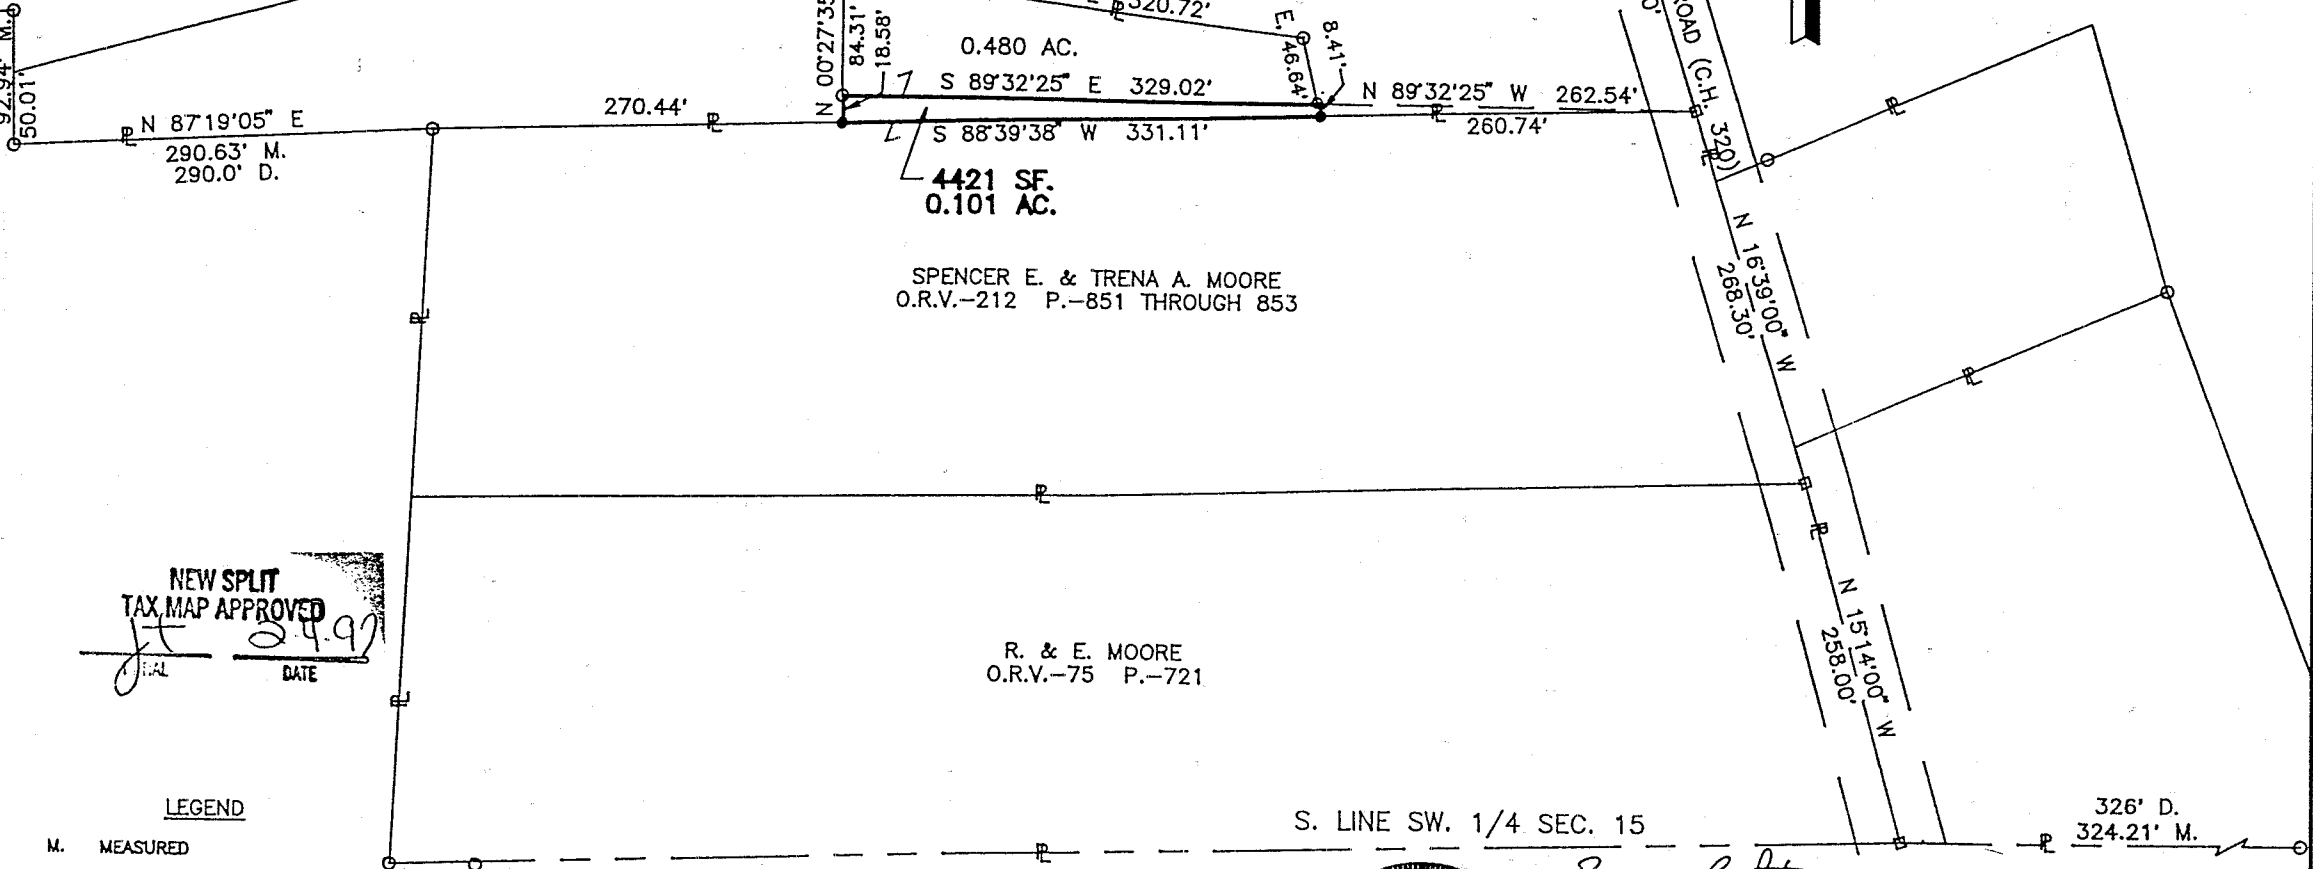 92.94' M.
50.01'
N 87°19'05" E
290.63' M.
290.0' D.
270.44'
N 00°27'35
84.31'
18.58'
320.72'
0.480 AC.
S 89°32'25" E 329.02'
S 88°39'38" W 331.11'
4421 SF.
0.101 AC.
E.
46.64'
8.41'
N 89°32'25" W 262.54'
260.74'
0'
ROAD (C.H. 320)
N 16°39'00" W
268.30'
SPENCER E. & TRENA A. MOORE
O.R.V.-212 P.-851 THROUGH 853
R. & E. MOORE
O.R.V.-75 P.-721
N 15°14'00" W
258.00'
NEW SPLIT
TAX MAP APPROVED
DATE
LEGEND
M. MEASURED
S. LINE SW. 1/4 SEC. 15
326' D.
324.21' M.